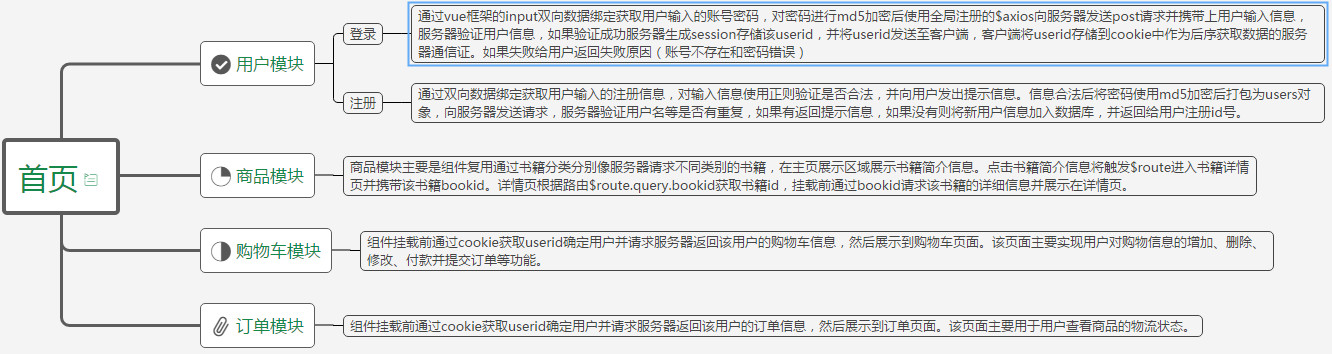 首页
用户模块
登录
通过vue框架的input双向数据绑定获取用户输入的账号密码，对密码进行md5加密后使用全局注册的$axios向服务器发送post请求并携带上用户输入信息，
服务器验证用户信息，如果验证成功服务器生成session存储该userid，并将userid发送至客户端，客户端将userid存储到cookie中作为后序获取数据的服务
器通信证。如果失败给用户返回失败原因（账号不存在和密码错误）
注册
通过双向数据绑定获取用户输入的注册信息，对输入信息使用正则验证是否合法，并向用户发出提示信息。信息合法后将密码使用md5加密后打包为users对
象，向服务器发送请求，服务器验证用户名等是否有重复，如果有返回提示信息，如果没有则将新用户信息加入数据库，并返回给用户注册id号。
商品模块
商品模块主要是组件复用通过书籍分类分别像服务器请求不同类别的书籍，在主页展示区域展示书籍简介信息。点击书籍简介信息将触发$route进入书籍详情
页并携带该书籍bookid。详情页根据路由$route.query.bookid获取书籍id，挂载前通过bookid请求该书籍的详细信息并展示在详情页。
购物车模块
组件挂载前通过cookie获取userid确定用户并请求服务器返回该用户的购物车信息，然后展示到购物车页面。该页面主要实现用户对购物信息的增加、删除、
修改、付款并提交订单等功能。
订单模块
组件挂载前通过cookie获取userid确定用户并请求服务器返回该用户的订单信息，然后展示到订单页面。该页面主要用于用户查看商品的物流状态。